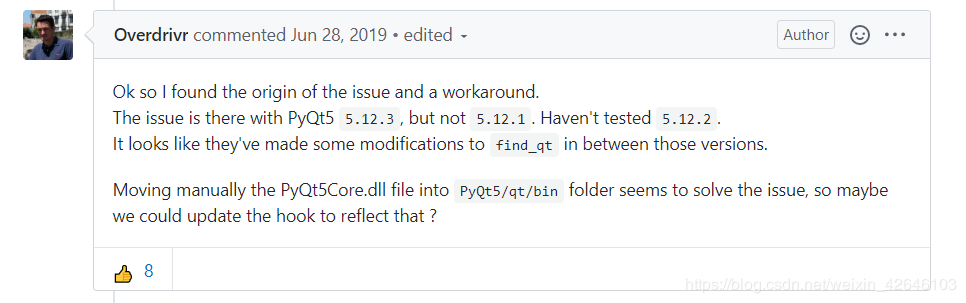 Overdrivr commented Jun 28, 2019 • edited
Author
Ok so I found the origin of the issue and a workaround.
The issue is there with PyQt5 5.12.3 , but not 5.12.1 . Haven't tested 5.12.2 .
It looks like they've made some modifications to find_qt in between those versions.
Moving manually the PyQt5Core.dll file into PyQt5/qt/bin folder seems to solve the issue, so maybe
we could update the hook to reflect that ?
8
https://blog.csdn.net/weixin_42646103